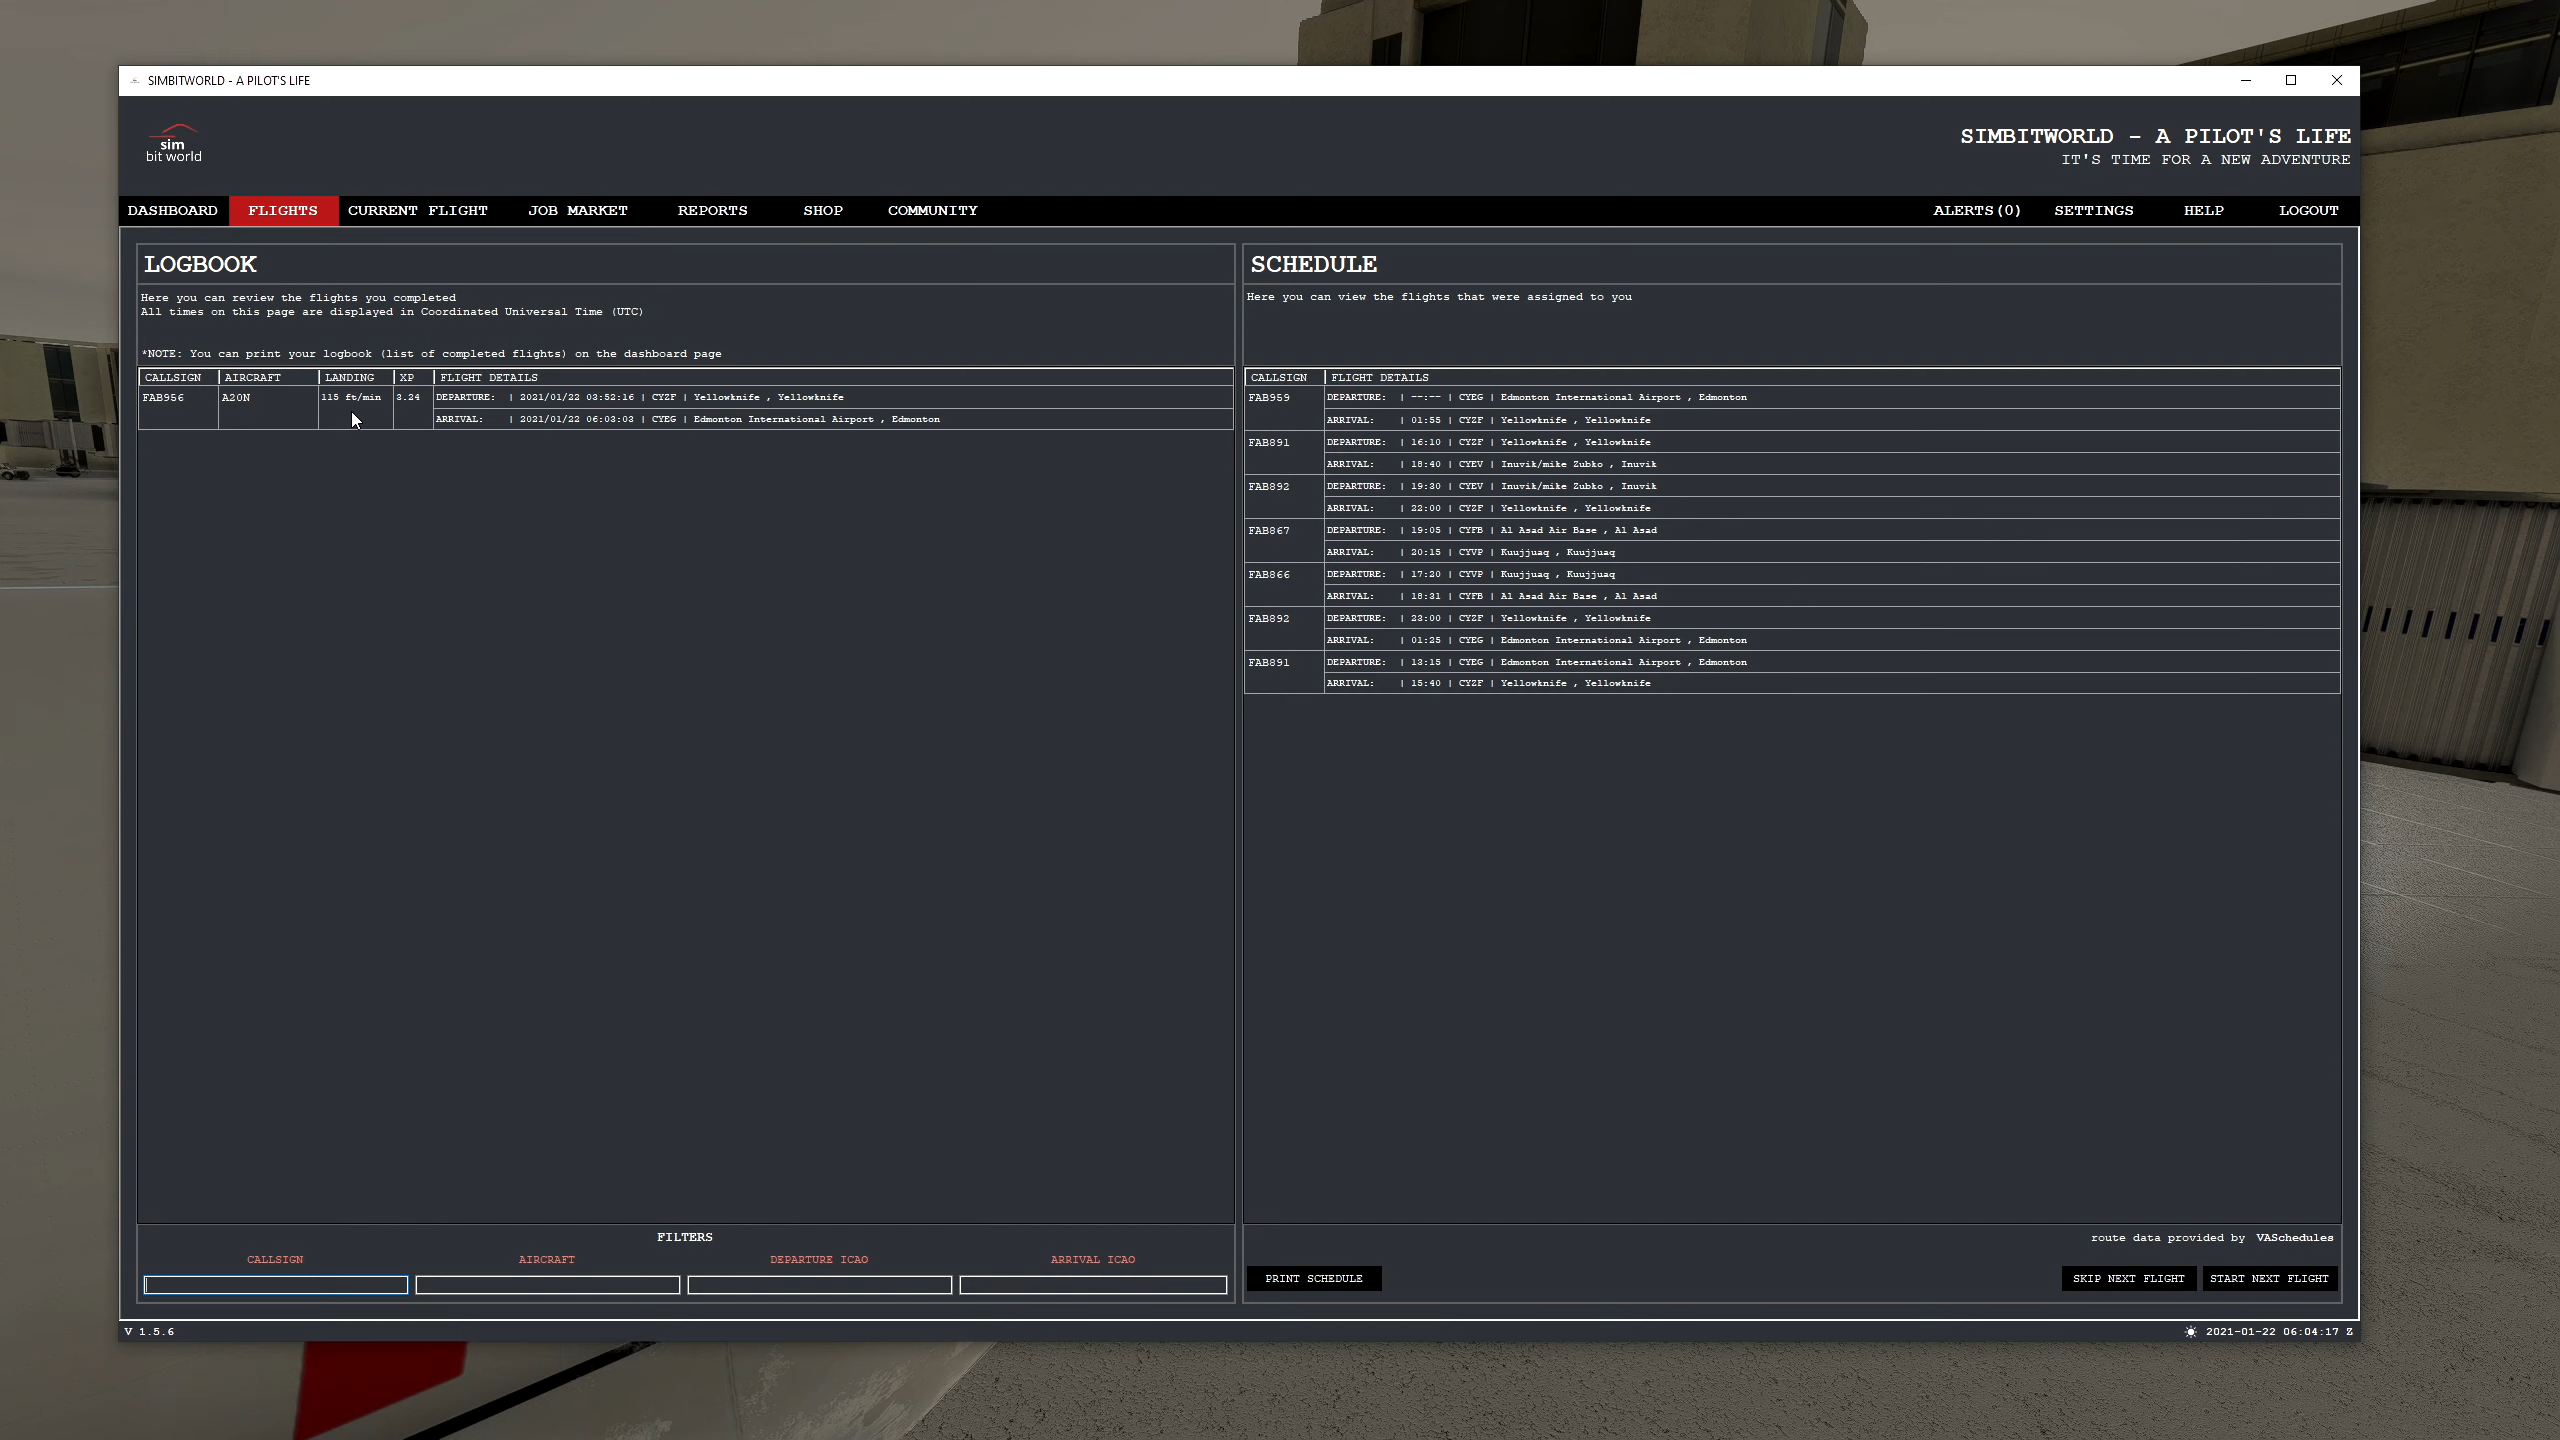 SIMBITWORLD - A PILOT'S LIFE
sim
bit world
SIMBITWORLD - A PILOT'S LIFE
IT'S TIME FOR A NEW ADVENTURE
DASHBOARD FLIGHTS CURRENT FLIGHT JOB MARKET REPORTS SHOP COMMUNITY ALERTS(0) SETTINGS HELP LOGOUT
LOGBOOK
Here you can review the flights you completed
All times on this page are displayed in Coordinated Universal Time (UTC)
*NOTE: You can print your logbook (list of completed flights) on the dashboard page
CALLSIGN AIRCRAFT LANDING XP FLIGHT DETAILS
FAB956 A20N 115 ft/min 3.24 DEPARTURE: | 2021/01/22 03:52:16 | CYZF | Yellowknife , Yellowknife
ARRIVAL: | 2021/01/22 06:03:03 | CYEG | Edmonton International Airport , Edmonton
FILTERS
CALLSIGN AIRCRAFT DEPARTURE ICAO ARRIVAL ICAO
SCHEDULE
Here you can view the flights that were assigned to you
CALLSIGN FLIGHT DETAILS
FAB959 DEPARTURE: | --:-- | CYEG | Edmonton International Airport , Edmonton
ARRIVAL: | 01:55 | CYZF | Yellowknife , Yellowknife
FAB891 DEPARTURE: | 16:10 | CYZF | Yellowknife , Yellowknife
ARRIVAL: | 18:40 | CYEV | Inuvik/mike Zubko , Inuvik
FAB892 DEPARTURE: | 19:30 | CYEV | Inuvik/mike Zubko , Inuvik
ARRIVAL: | 22:00 | CYZF | Yellowknife , Yellowknife
FAB867 DEPARTURE: | 19:05 | CYFB | Al Asad Air Base , Al Asad
ARRIVAL: | 20:15 | CYVP | Kuujjuaq , Kuujjuaq
FAB866 DEPARTURE: | 17:20 | CYVP | Kuujjuaq , Kuujjuaq
ARRIVAL: | 18:31 | CYFB | Al Asad Air Base , Al Asad
FAB892 DEPARTURE: | 23:00 | CYZF | Yellowknife , Yellowknife
ARRIVAL: | 01:25 | CYEG | Edmonton International Airport , Edmonton
FAB891 DEPARTURE: | 13:15 | CYEG | Edmonton International Airport , Edmonton
ARRIVAL: | 15:40 | CYZF | Yellowknife , Yellowknife
route data provided by VASchedules
PRINT SCHEDULE SKIP NEXT FLIGHT START NEXT FLIGHT
V 1.5.6 2021-01-22 06:04:17 Z